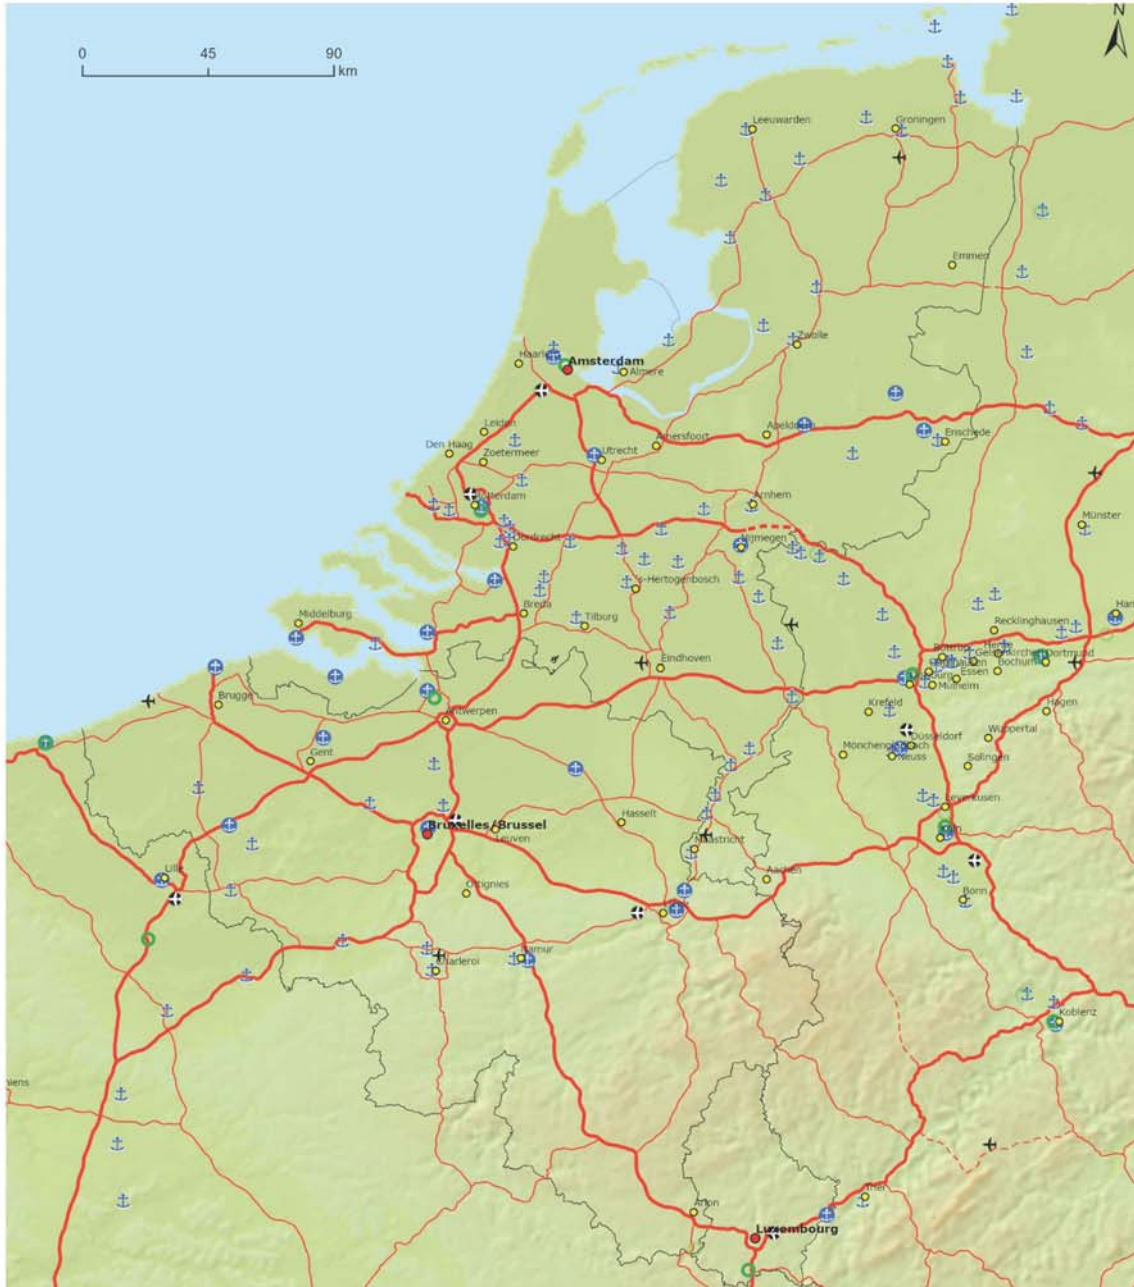 N
0 45 90
km
Leeuwarden
Groningen
Emmen
Zwolle
Amsterdam
Almere
Leiden
Apeldoorn
Enschede
Den Haag
Utrecht
Amersfoort
Zoetermeer
Arnhem
Münster
Dordrecht
Nijmegen
's-Hertogenbosch
Breda
Tilburg
Middelburg
Recklinghausen
Herne
Gelsenkirchen
Dortmund
Bochum
Essen
Mülheim
Eindhoven
Brugge
Antwerpen
Krefeld
Hagen
Wuppertal
Düsseldorf
Mönchengladbach
Neuss
Solingen
Gent
Leverkusen
Hasselt
Bruxelles/Brussel
Leuven
Maastricht
Lille
Aachen
Ottignies
Bonn
Namur
Charleroi
Koblenz
Trier
Arlon
Luxembourg